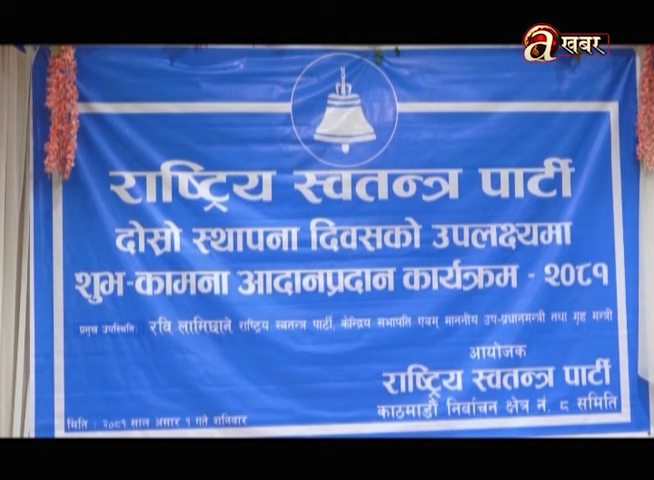 a खबर
राष्ट्रिय स्वतन्त्र पार्टी
दोस्रो स्थापना दिवसको उपलक्ष्यमा
शुभ-कामना आदानप्रदान कार्यक्रम - २०८१
प्रमुख उपस्थितिः रवि लामिछाने राष्ट्रिय स्वतन्त्र पार्टी, केन्द्रिय सभापति एवम् माननीय उप-प्रधानमन्त्री तथा गृह मन्त्री
आयोजक
राष्ट्रिय स्वतन्त्र पार्टी
काठमाडौं निर्वाचन क्षेत्र नं. ८ समिति
मिति : २०८१ साल असार १ गते शनिवार